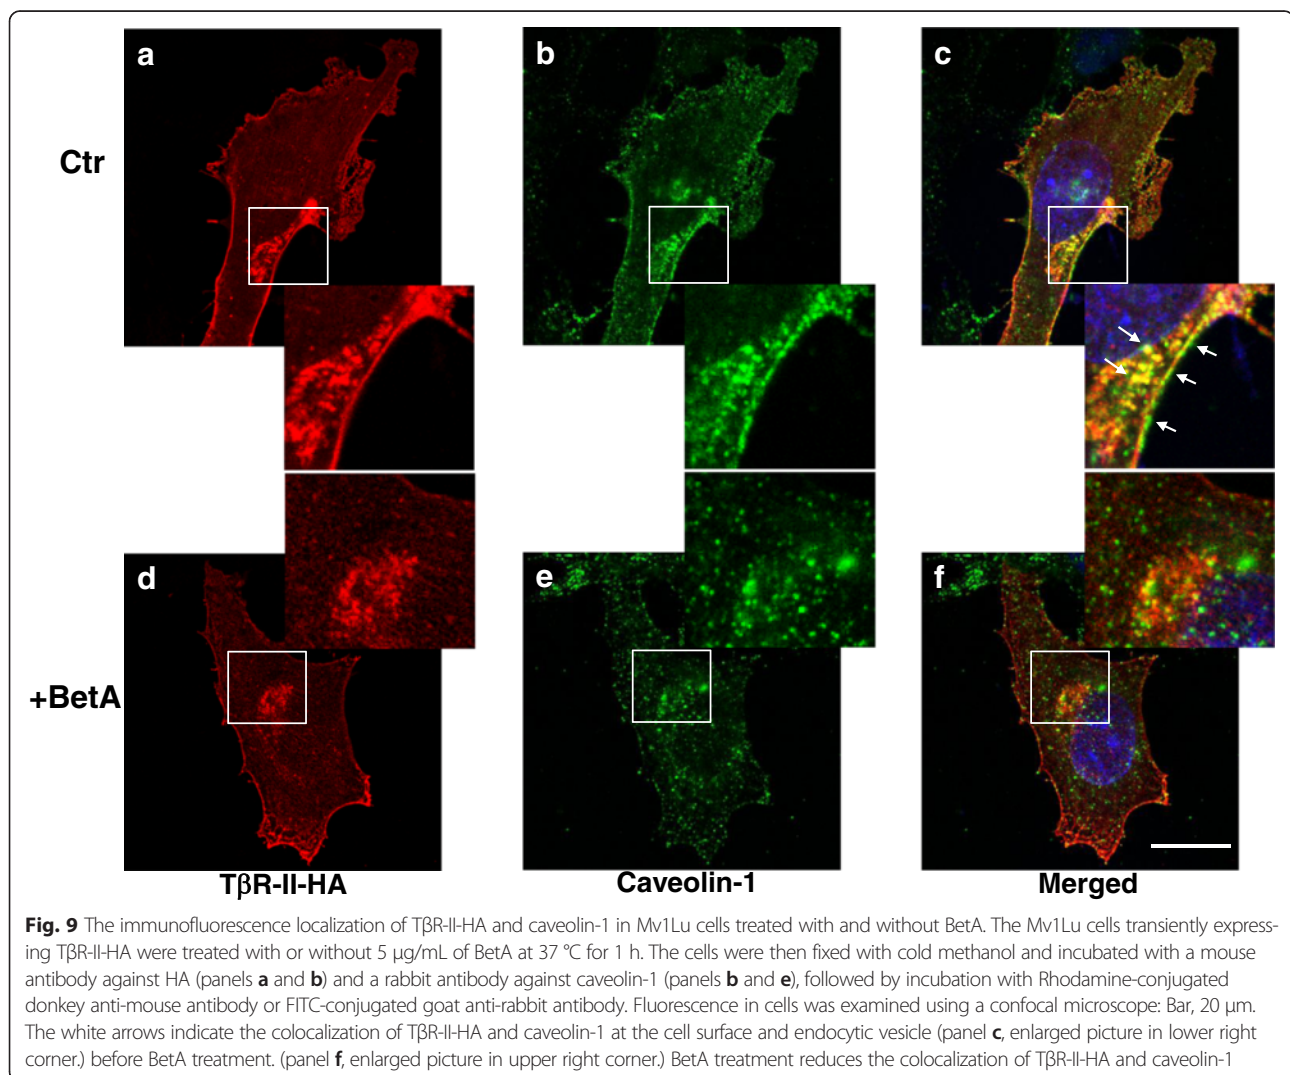 a
b
c
Ctr
d
e
f
+BetA
TβR-II-HA
Caveolin-1
Merged
Fig. 9 The immunofluorescence localization of TβR-II-HA and caveolin-1 in Mv1Lu cells treated with and without BetA. The Mv1Lu cells transiently express-
ing TβR-II-HA were treated with or without 5 μg/mL of BetA at 37 °C for 1 h. The cells were then fixed with cold methanol and incubated with a mouse
antibody against HA (panels a and b) and a rabbit antibody against caveolin-1 (panels b and e), followed by incubation with Rhodamine-conjugated
donkey anti-mouse antibody or FITC-conjugated goat anti-rabbit antibody. Fluorescence in cells was examined using a confocal microscope: Bar, 20 μm.
The white arrows indicate the colocalization of TβR-II-HA and caveolin-1 at the cell surface and endocytic vesicle (panel c, enlarged picture in lower right
corner.) before BetA treatment. (panel f, enlarged picture in upper right corner.) BetA treatment reduces the colocalization of TβR-II-HA and caveolin-1